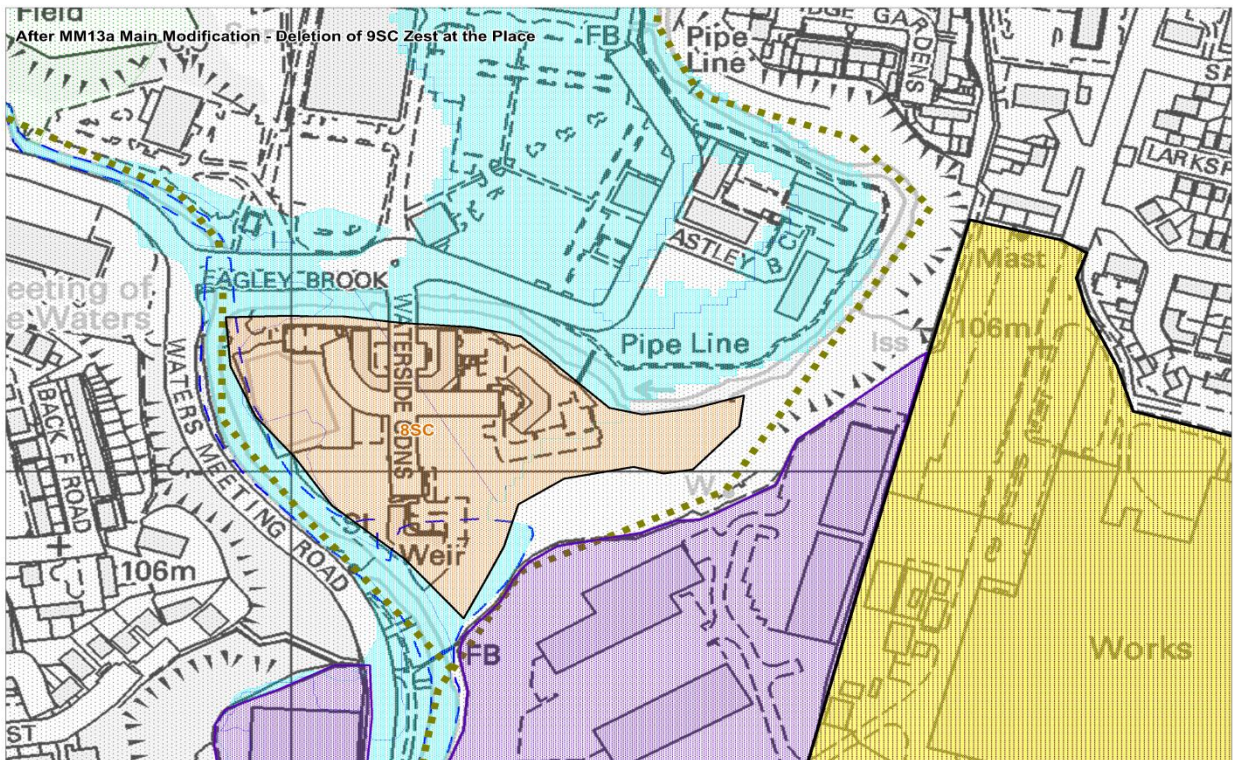 Field
After MM13a Main Modification - Deletion of 9SC Zest at the Place
FB
Pipe
Line
GARDENS
LARKSP
ASTLEY
CL
Mast
106m
EAGLEY BROOK
eeting of
e Waters
Pipe Line
Iss
WATERS MEETING ROAD
WATERSIDE GDNS
8SC
BACK F ROAD
Weir
106m
FB
Works
ST